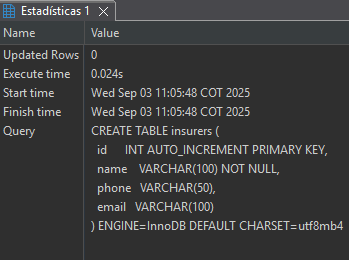 Estadísticas 1
Name Value
Updated Rows 0
Execute time 0.024s
Start time Wed Sep 03 11:05:48 COT 2025
Finish time Wed Sep 03 11:05:48 COT 2025
Query CREATE TABLE insurers (
id INT AUTO_INCREMENT PRIMARY KEY,
name VARCHAR(100) NOT NULL,
phone VARCHAR(50),
email VARCHAR(100)
) ENGINE=InnoDB DEFAULT CHARSET=utf8mb4